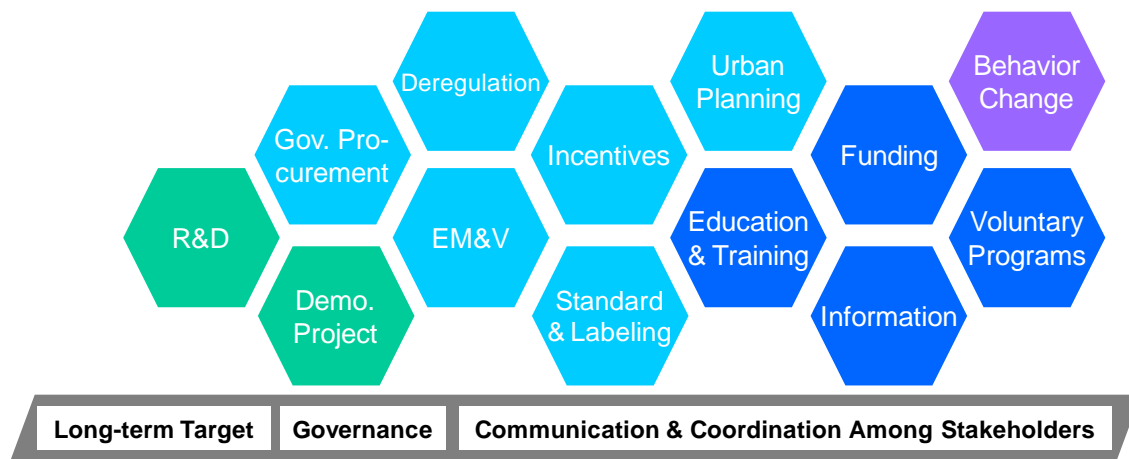 Deregulation
Urban
Planning
Behavior
Change
Gov. Pro-
curement
Incentives
Funding
R&D
EM&V
Education
& Training
Voluntary
Programs
Demo.
Project
Standard
& Labeling
Information
Long-term Target
Governance
Communication & Coordination Among Stakeholders